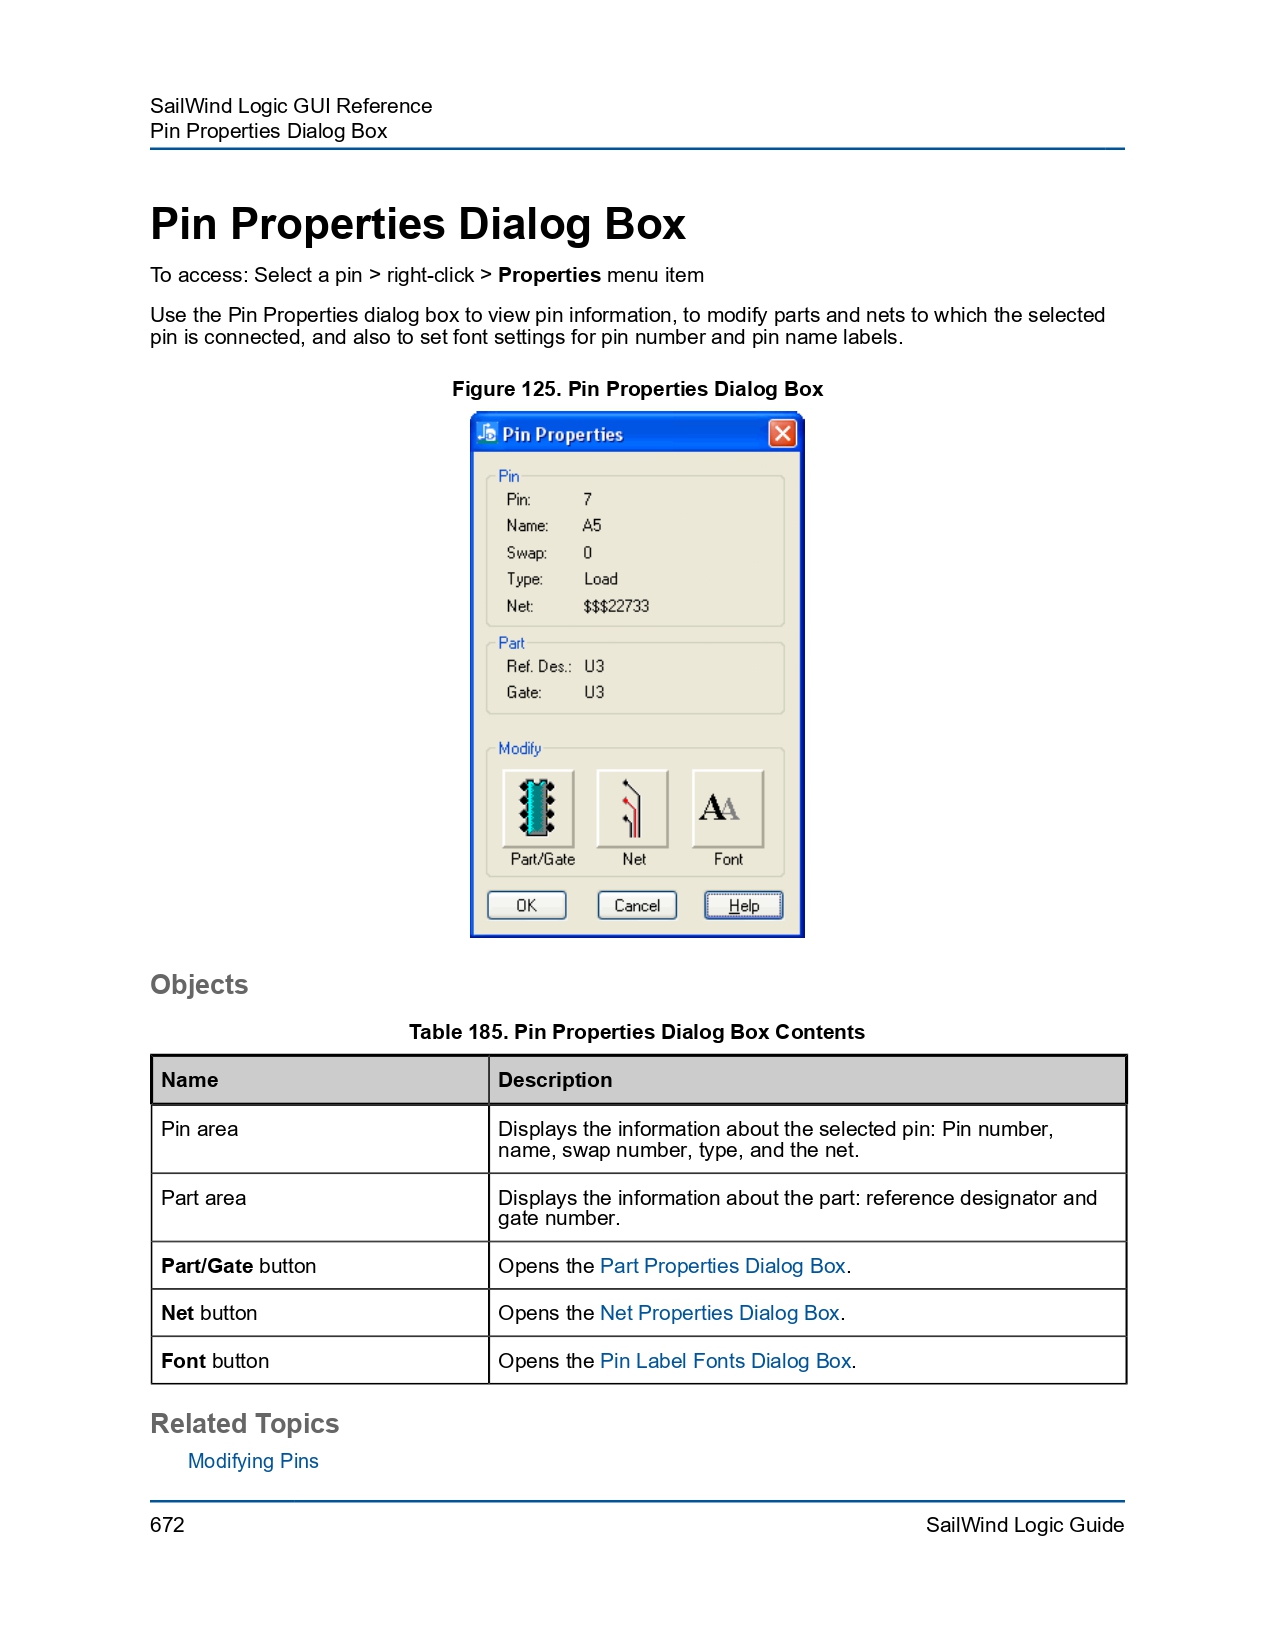 SailWind Logic GUI Reference
Pin Properties Dialog Box
Pin Properties Dialog Box
To access: Select a pin > right-click > Properties menu item
Use the Pin Properties dialog box to view pin information, to modify parts and nets to which the selected
pin is connected, and also to set font settings for pin number and pin name labels.
Figure 125. Pin Properties Dialog Box
Pin Properties
Pin
Pin: 7
Name: A5
Swap: 0
Type: Load
Net: $$$22733
Part
Ref. Des.: U3
Gate: U3
Modify
Part/Gate Net Font
OK Cancel Help
Objects
Table 185. Pin Properties Dialog Box Contents
Name Description
Pin area Displays the information about the selected pin: Pin number,
name, swap number, type, and the net.
Part area Displays the information about the part: reference designator and
gate number.
Part/Gate button Opens the Part Properties Dialog Box.
Net button Opens the Net Properties Dialog Box.
Font button Opens the Pin Label Fonts Dialog Box.
Related Topics
Modifying Pins
672 SailWind Logic Guide